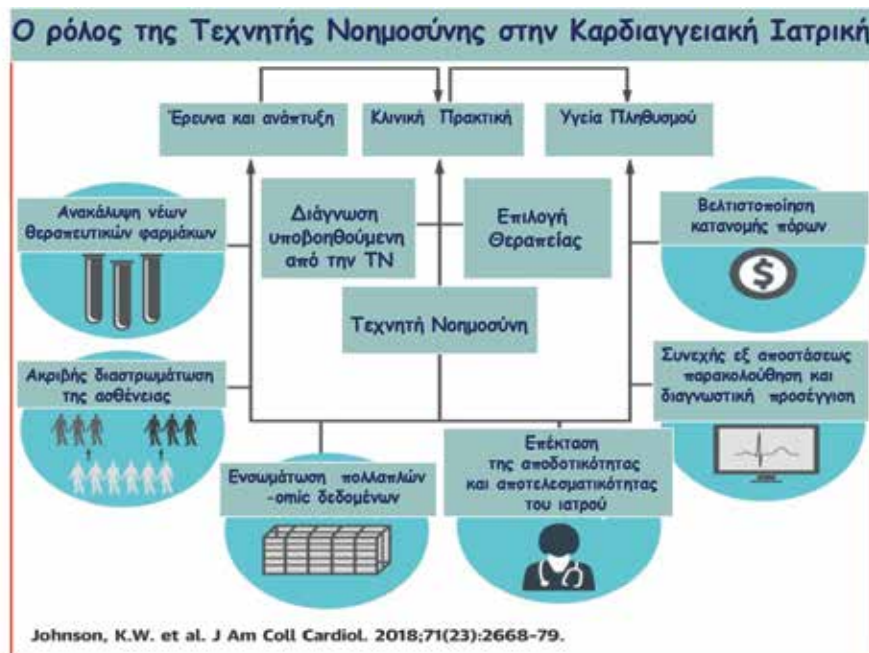 Ο ρόλος της Τεχνητής Νοημοσύνης στην Καρδιαγγειακή Ιατρική
Έρευνα και ανάπτυξη
Κλινική Πρακτική
Υγεία Πληθυσμού
Ανακάλυψη νέων
θεραπευτικών φαρμάκων
Διάγνωση
υποβοηθούμενη
από την ΤΝ
Επιλογή
Θεραπείας
Βελτιστοποίηση
κατανομής πόρων
$
Τεχνητή Νοημοσύνη
Ακριβής διαστρωμάτωση
της ασθένειας
Συνεχής εξ αποστάσεως
παρακολούθηση και
διαγνωστική προσέγγιση
Ενσωμάτωση πολλαπλών
-omic δεδομένων
Επέκταση
της αποδοτικότητας
και αποτελεσματικότητας
του ιατρού
Johnson, K.W. et al. J Am Coll Cardiol. 2018;71(23):2668-79.